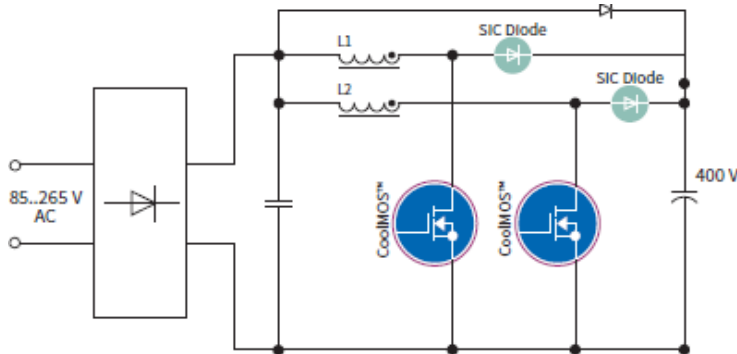 L1
SIC Diode
SIC Diode
L2
85..265 V
AC
CoolMOS™
CoolMOS™
400 V